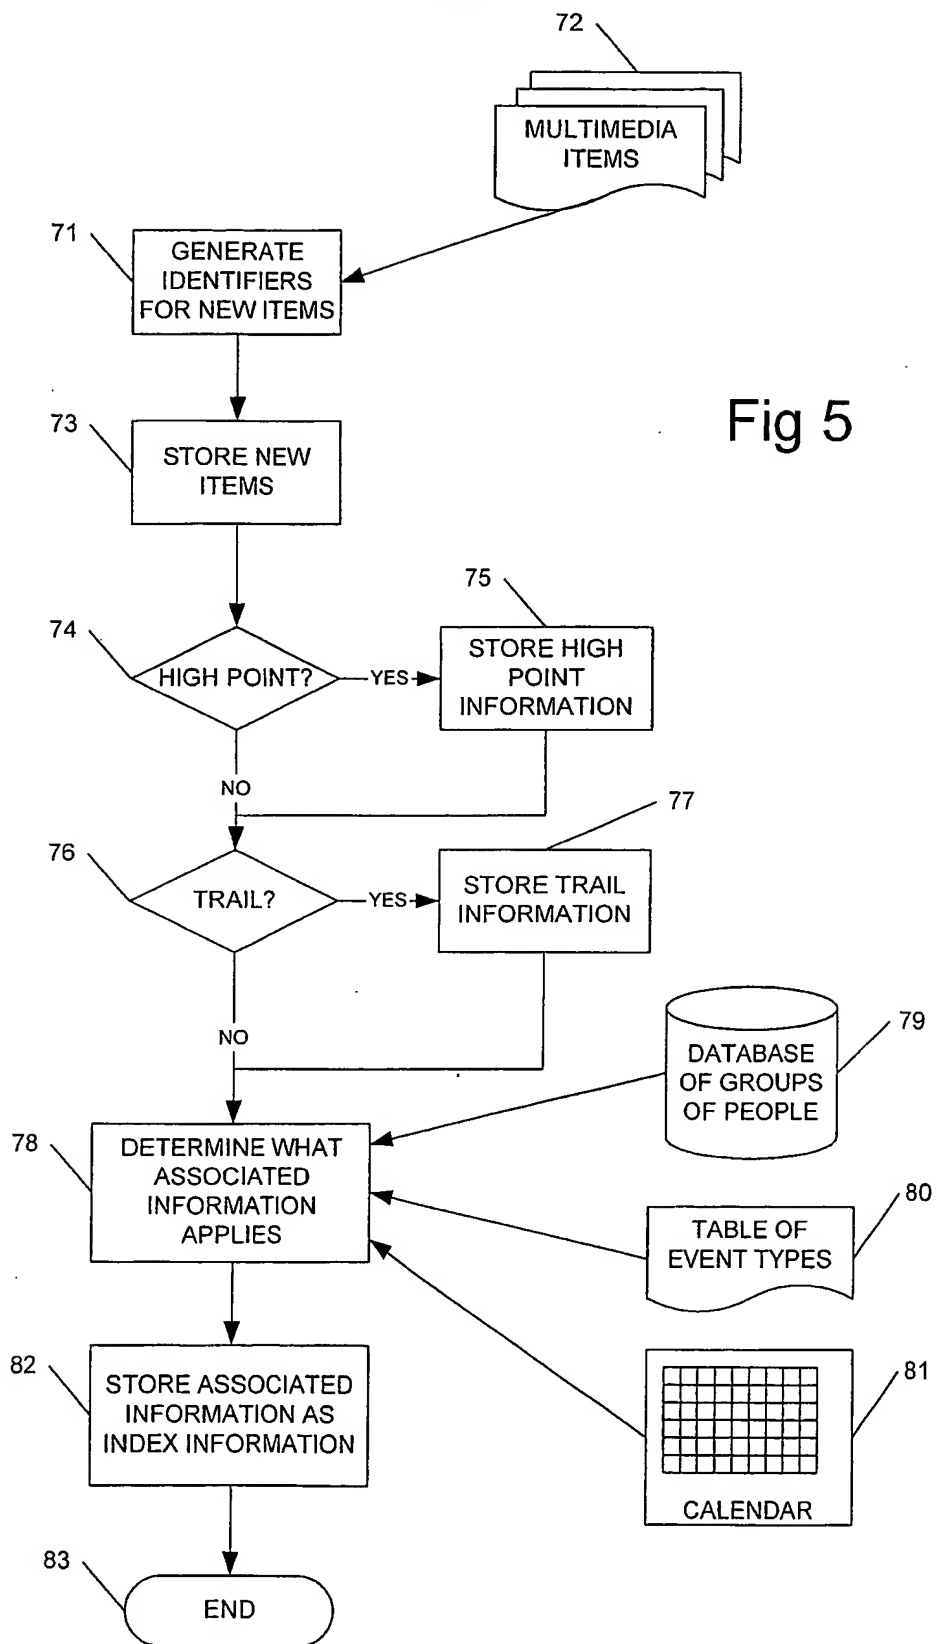 72
MULTIMEDIA
ITEMS
71
GENERATE
IDENTIFIERS
FOR NEW ITEMS
Fig 5
73
STORE NEW
ITEMS
75
74
HIGH POINT?
YES
STORE HIGH
POINT
INFORMATION
NO
77
76
TRAIL?
YES
STORE TRAIL
INFORMATION
NO
79
DATABASE
OF GROUPS
OF PEOPLE
78
DETERMINE WHAT
ASSOCIATED
INFORMATION
APPLIES
80
TABLE OF
EVENT TYPES
82
STORE ASSOCIATED
INFORMATION AS
INDEX INFORMATION
81
CALENDAR
83
END